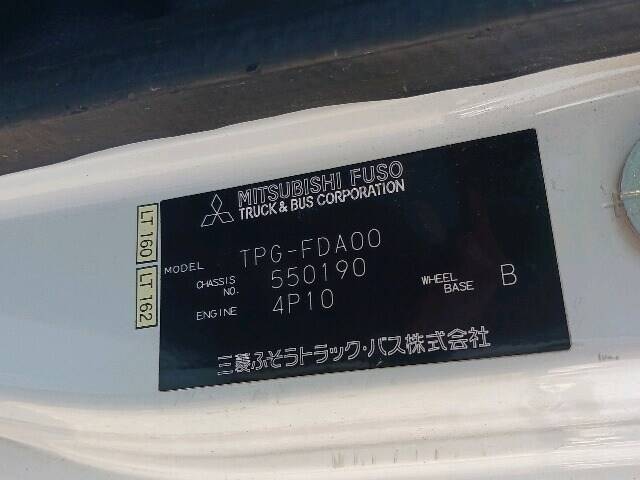 MITSUBISHI FUSO
TRUCK & BUS CORPORATION
LT 160
LT 162
MODEL TPG-FDA00
CHASSIS NO. 550190
ENGINE 4P10
WHEEL BASE B
三菱ふそうトラック・バス株式会社